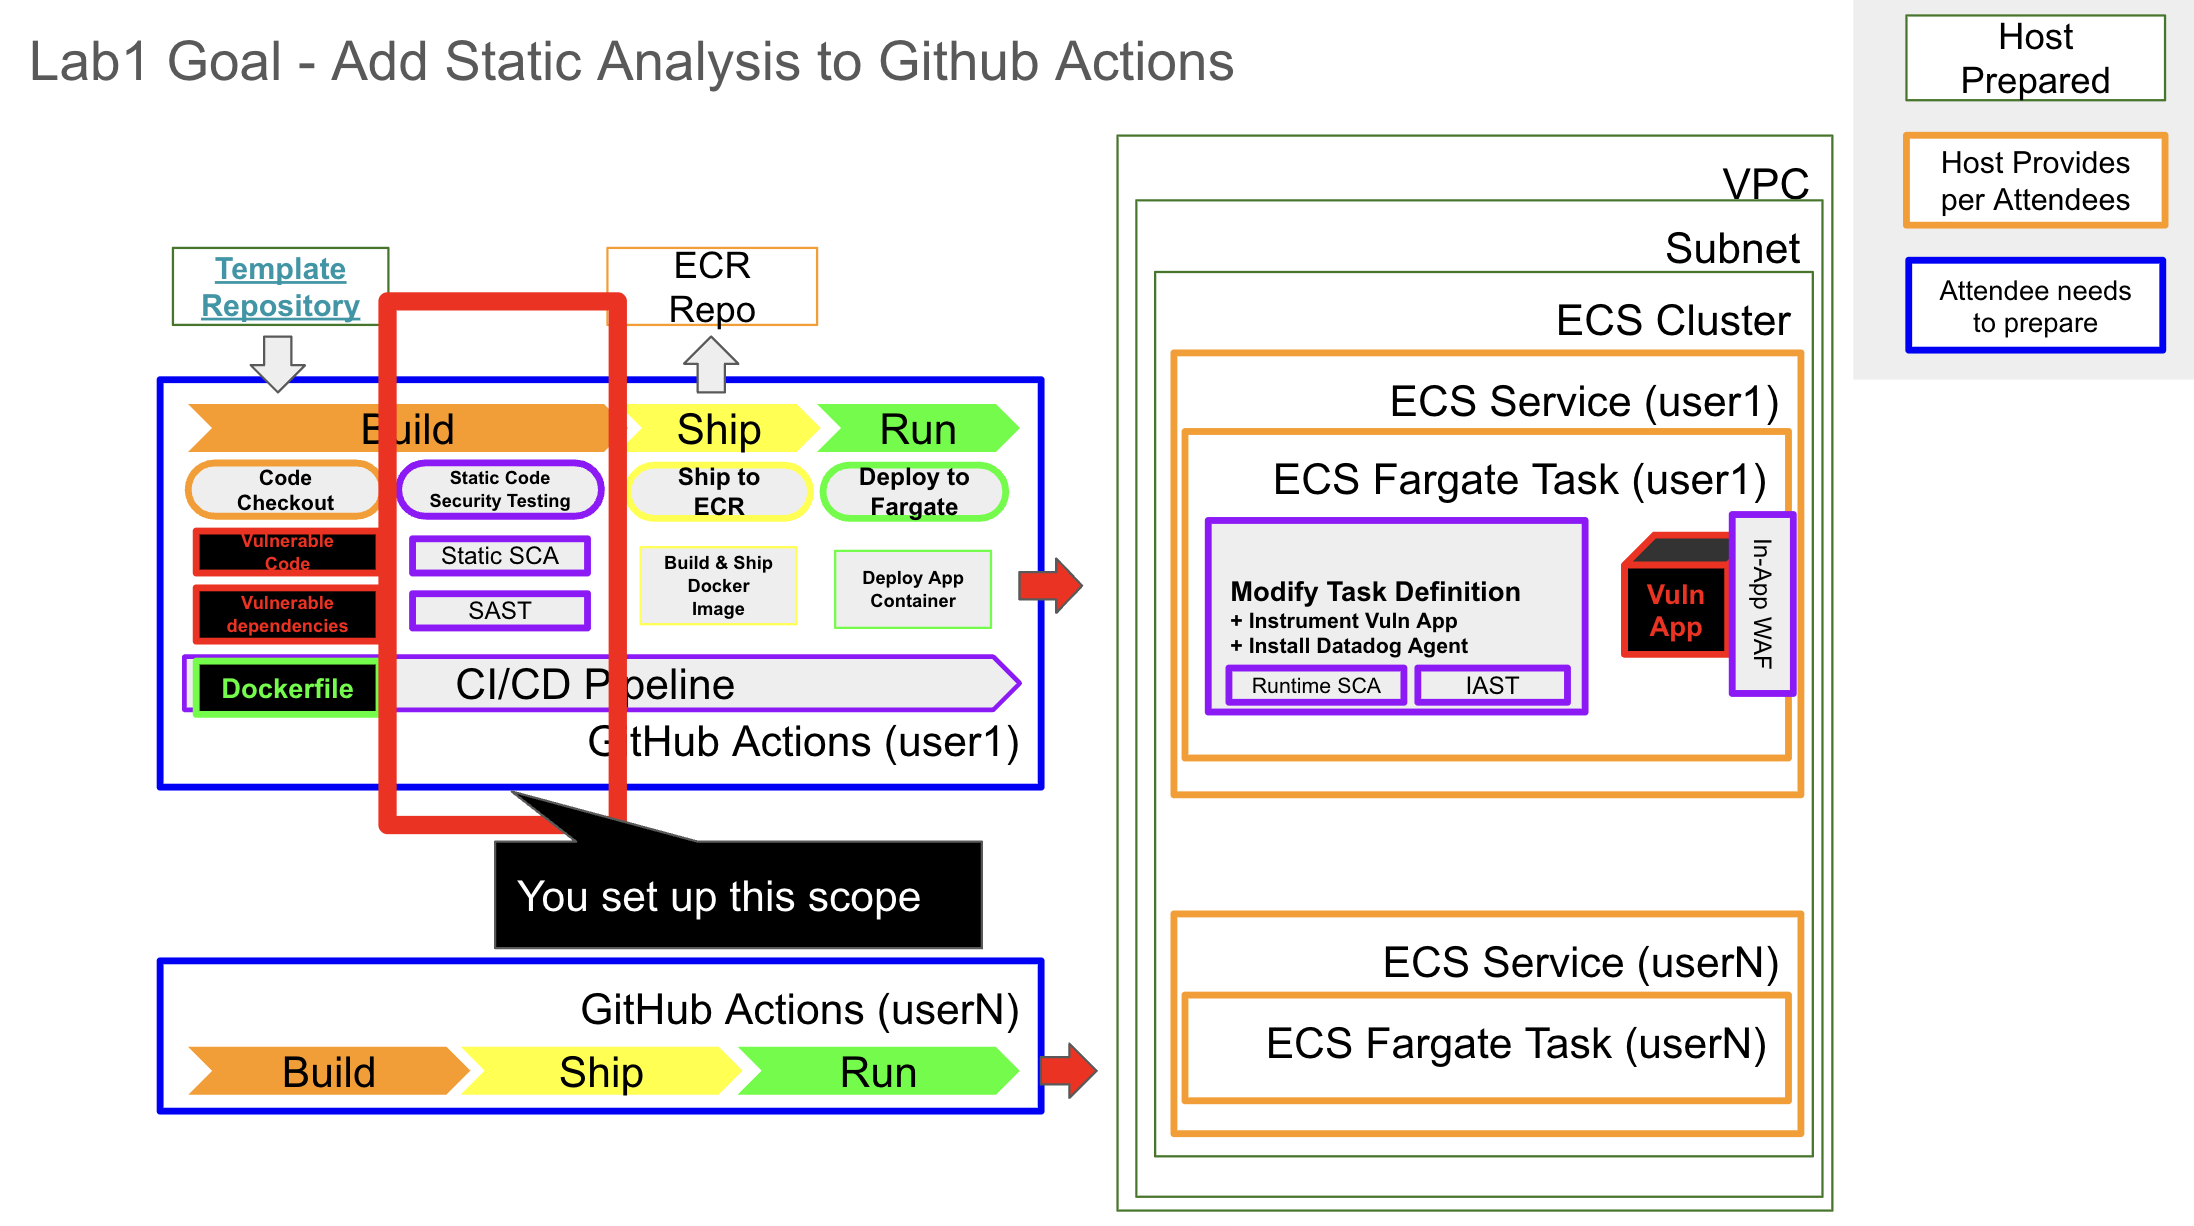 Lab1 Goal - Add Static Analysis to Github Actions
Host
Prepared
Host Provides
per Attendees
Attendee needs
to prepare
Template
Repository
ECR
Repo
Build
Ship
Run
Code
Checkout
Static Code
Security Testing
Ship to
ECR
Deploy to
Fargate
Vulnerable
Code
Static SCA
Vulnerable
dependencies
SAST
Build & Ship
Docker
Image
Deploy App
Container
Dockerfile
CI/CD Pipeline
GitHub Actions (user1)
You set up this scope
GitHub Actions (userN)
Build
Ship
Run
VPC
Subnet
ECS Cluster
ECS Service (user1)
ECS Fargate Task (user1)
Modify Task Definition
+ Instrument Vuln App
+ Install Datadog Agent
Runtime SCA
IAST
Vuln
App
In-App WAF
ECS Service (userN)
ECS Fargate Task (userN)